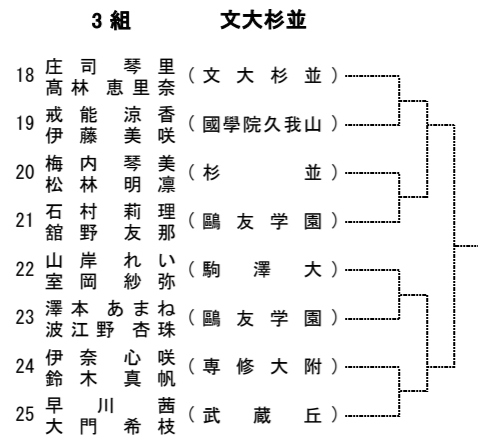 3組 文大杉並
18 庄司 琴里 (文大杉並)
髙林 恵里奈
19 戒能 涼香 (國學院久我山)
伊藤 美咲
20 梅内 琴美 (杉並)
松林 明凛
21 石村 莉理 (鷗友学園)
舘野 友那
22 山岸 れい (駒澤大)
室岡 紗弥
23 澤本 あまね (鷗友学園)
波江野 杏珠
24 伊奈 心咲 (専修大附)
鈴木 真帆
25 早川 茜 (武蔵丘)
大門 希枝